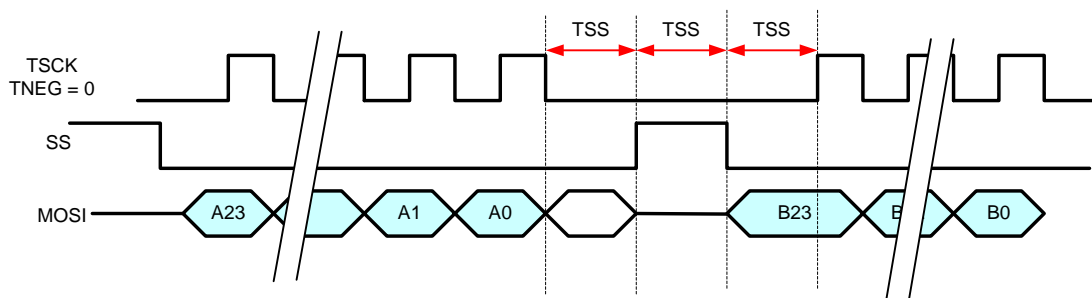 TSS TSS TSS
TSCK
TNEG = 0
SS
MOSI A23 A1 A0 B23 B0